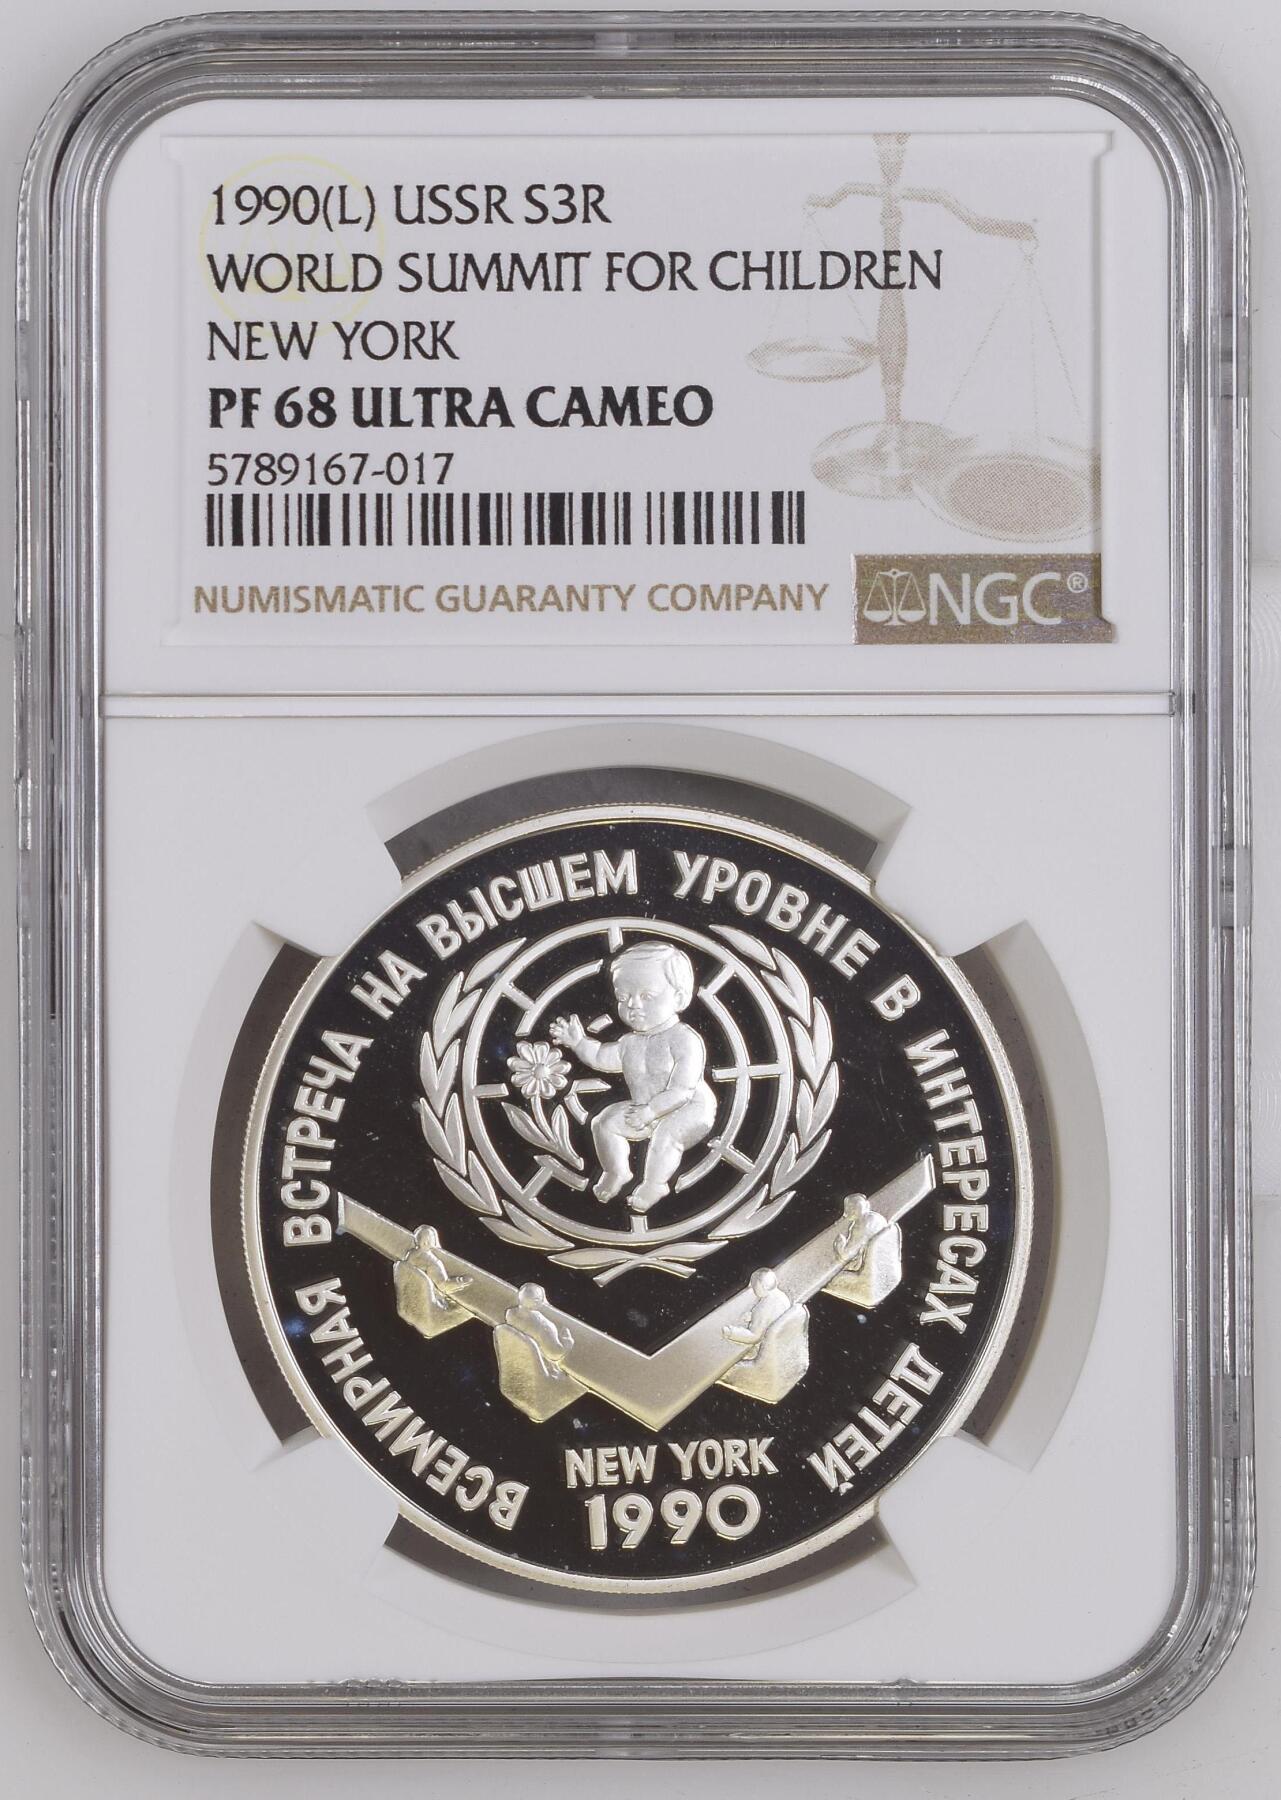 1990(L) USSR S3R
WORLD SUMMIT FOR CHILDREN
NEW YORK
PF 68 ULTRA CAMEO
5789167-017
NUMISMATIC GUARANTY COMPANY
NGC®
ВСЕМИРНАЯ ВСТРЕЧА НА ВЫСШЕМ УРОВНЕ В ИНТЕРЕСАХ ДЕТЕЙ
NEW YORK
1990